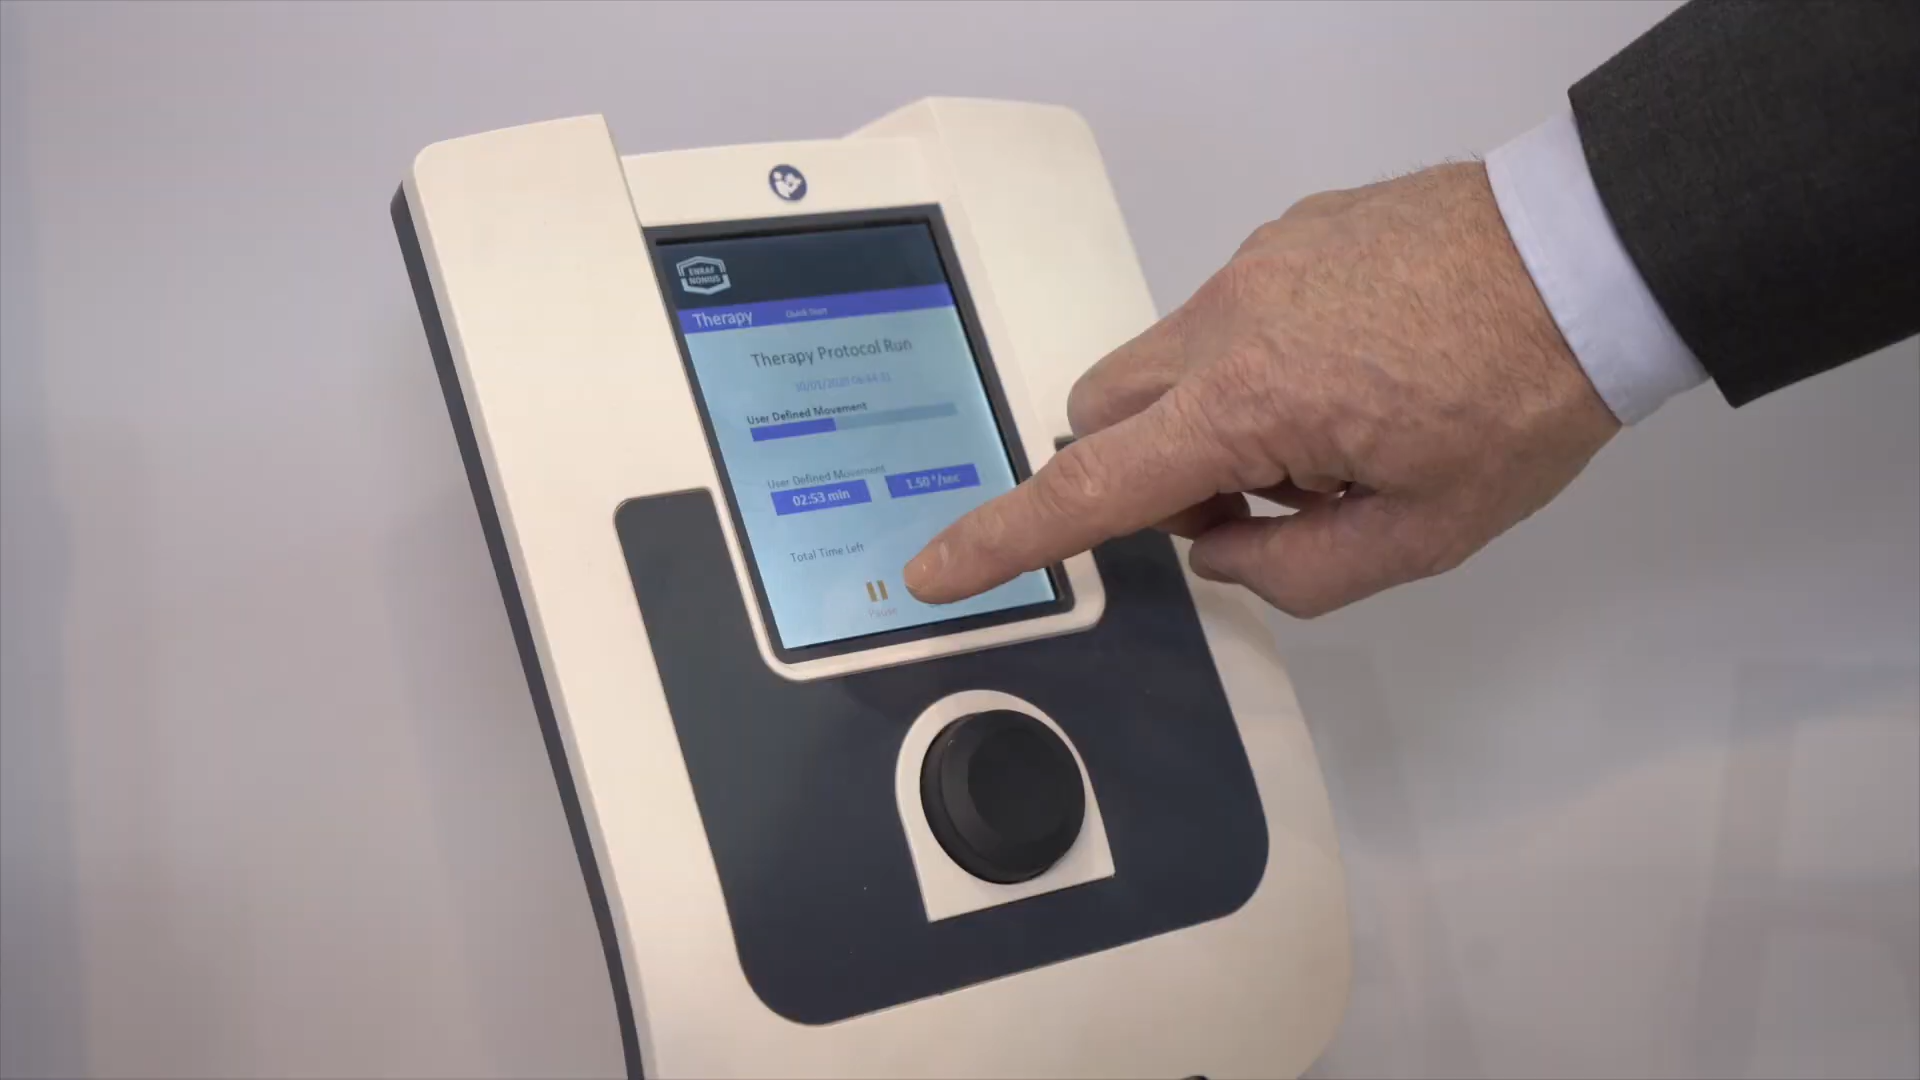 ENRAF
NONIUS
Therapy Quick Start
Therapy Protocol Run
User Defined Movement
User Defined Movement
02:53 min 1.50 °/sec
Total Time Left
Pause